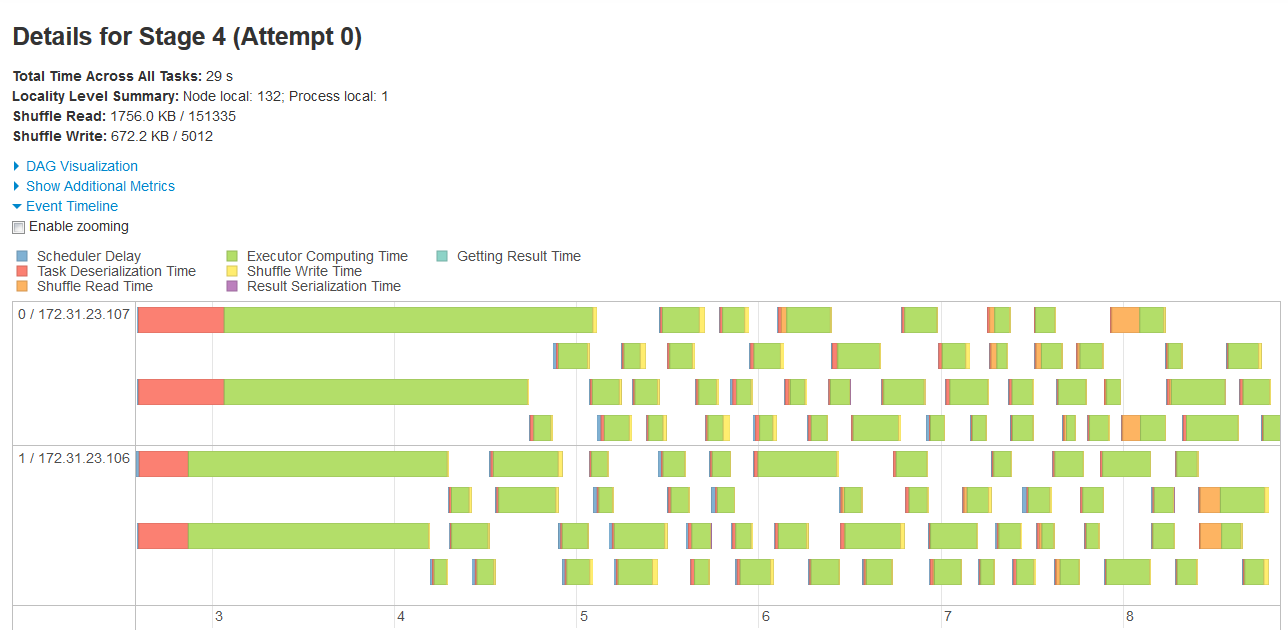 Details for Stage 4 (Attempt 0)
Total Time Across All Tasks: 29 s
Locality Level Summary: Node local: 132; Process local: 1
Shuffle Read: 1756.0 KB / 151335
Shuffle Write: 672.2 KB / 5012
DAG Visualization
Show Additional Metrics
Event Timeline
Enable zooming
Scheduler Delay
Task Deserialization Time
Shuffle Read Time
Executor Computing Time
Shuffle Write Time
Result Serialization Time
Getting Result Time
0 / 172.31.23.107
1 / 172.31.23.106
3 4 5 6 7 8